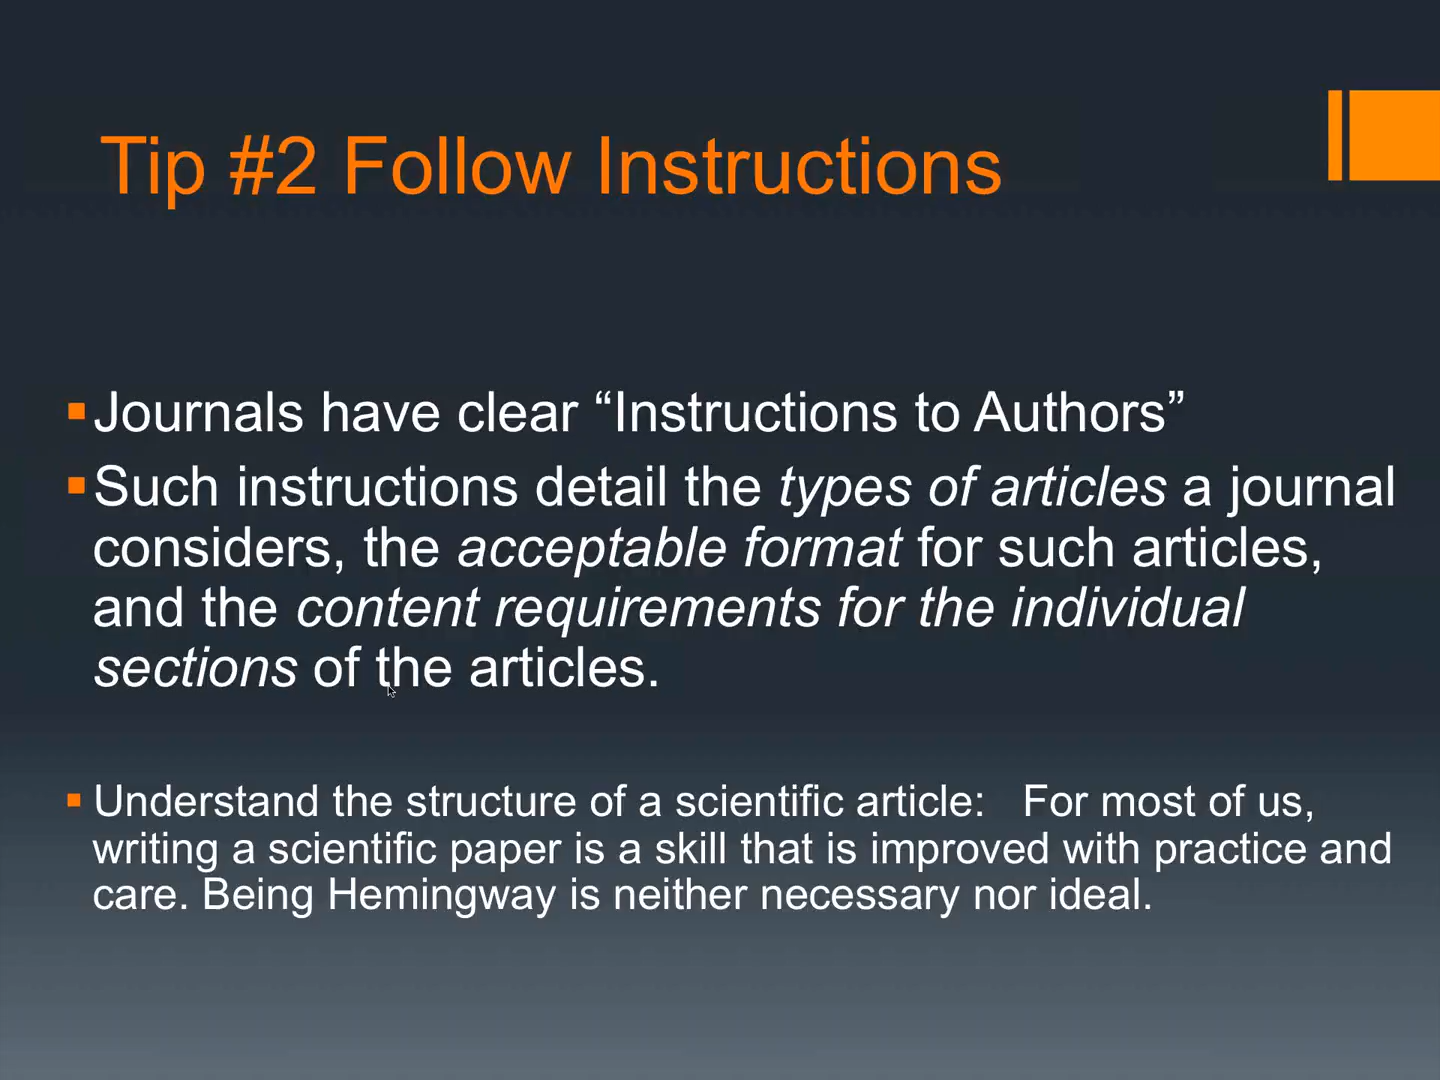 Tip #2 Follow Instructions
Journals have clear “Instructions to Authors”
Such instructions detail the types of articles a journal
considers, the acceptable format for such articles,
and the content requirements for the individual
sections of the articles.
Understand the structure of a scientific article:   For most of us,
writing a scientific paper is a skill that is improved with practice and
care. Being Hemingway is neither necessary nor ideal.